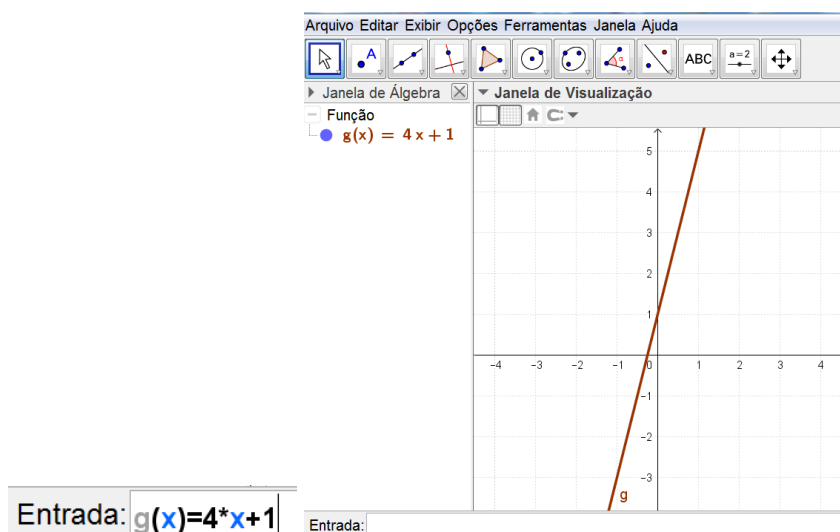 Arquivo Editar Exibir Opções Ferramentas Janela Ajuda
A
α
ABC
a=2
Janela de Álgebra
Função
g(x) = 4 x + 1
Janela de Visualização
5
4
3
2
1
0
-4 -3 -2 -1 1 2 3 4
-1
-2
-3
g
Entrada:
Entrada: g(x)=4*x+1